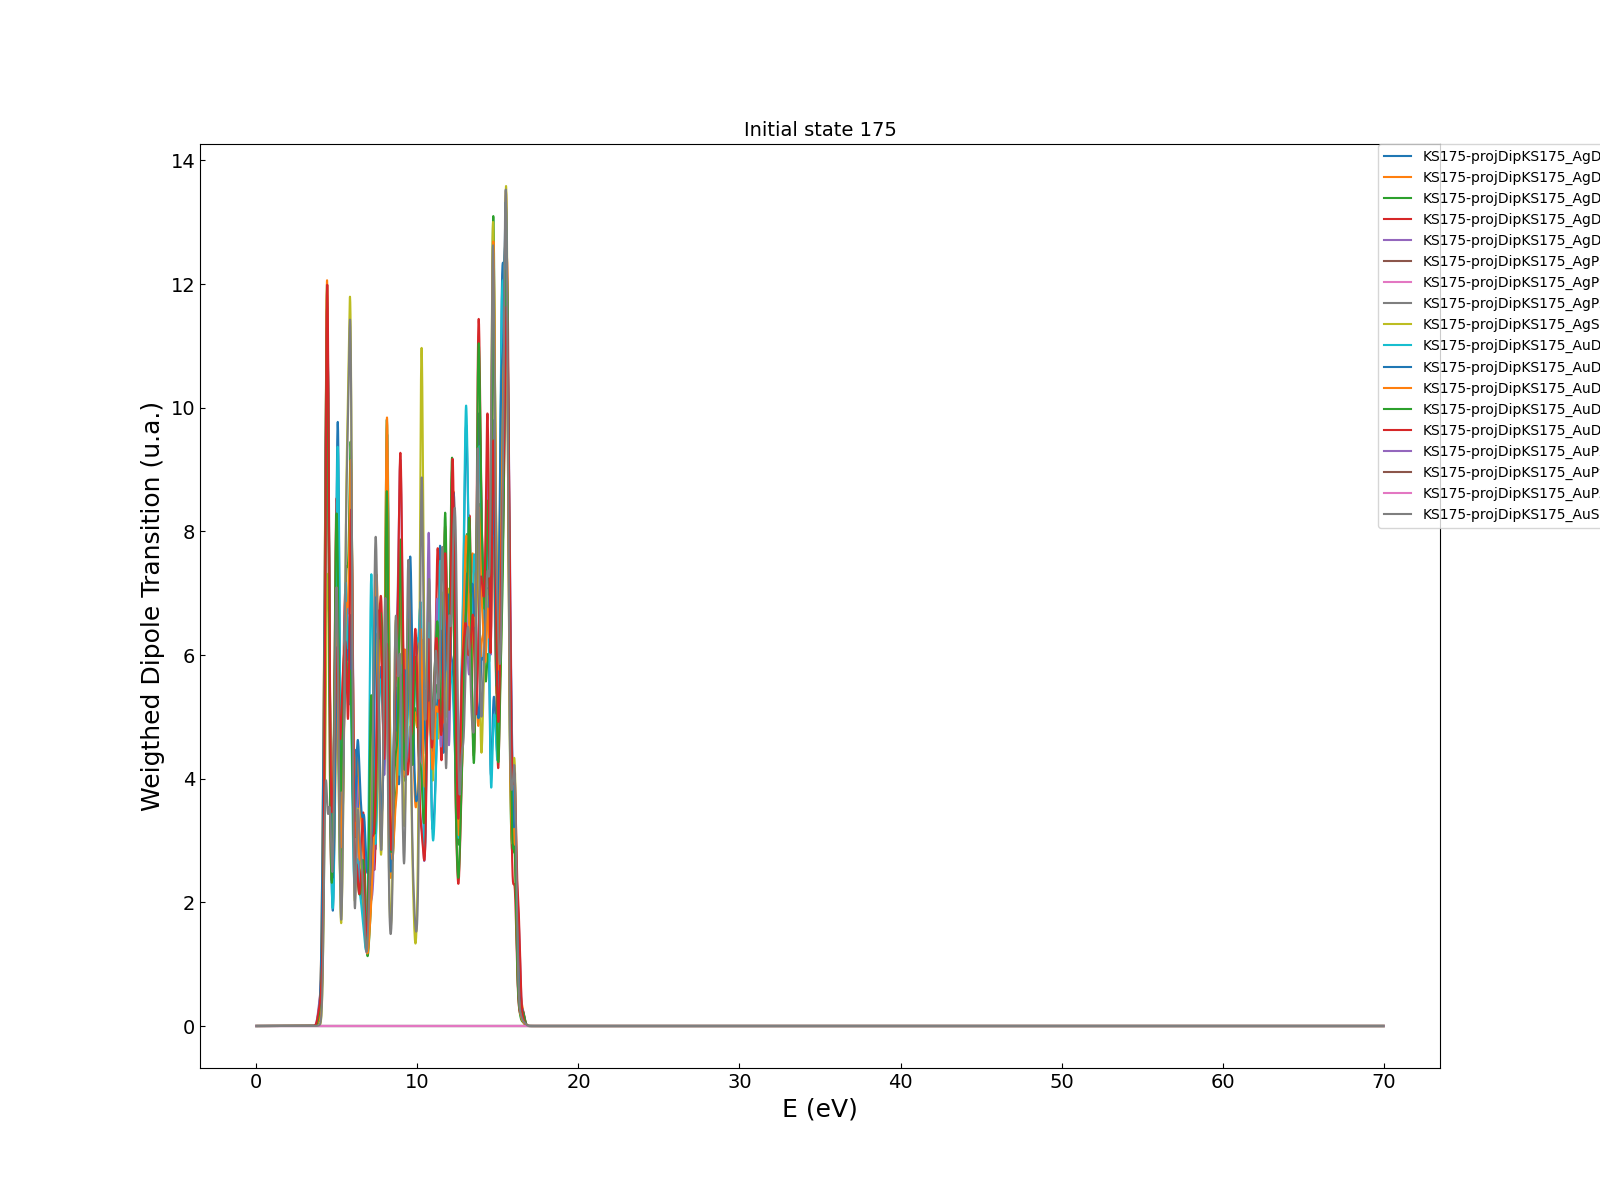 Initial state 175
Weigthed Dipole Transition (u.a.)
14
12
10
8
6
4
2
0
0 10 20 30 40 50 60 70
E (eV)
KS175-projDipKS175_AgD
KS175-projDipKS175_AgD
KS175-projDipKS175_AgD
KS175-projDipKS175_AgD
KS175-projDipKS175_AgD
KS175-projDipKS175_AgP
KS175-projDipKS175_AgP
KS175-projDipKS175_AgP
KS175-projDipKS175_AgS
KS175-projDipKS175_AuD
KS175-projDipKS175_AuD
KS175-projDipKS175_AuD
KS175-projDipKS175_AuD
KS175-projDipKS175_AuD
KS175-projDipKS175_AuP
KS175-projDipKS175_AuP
KS175-projDipKS175_AuP
KS175-projDipKS175_AuS